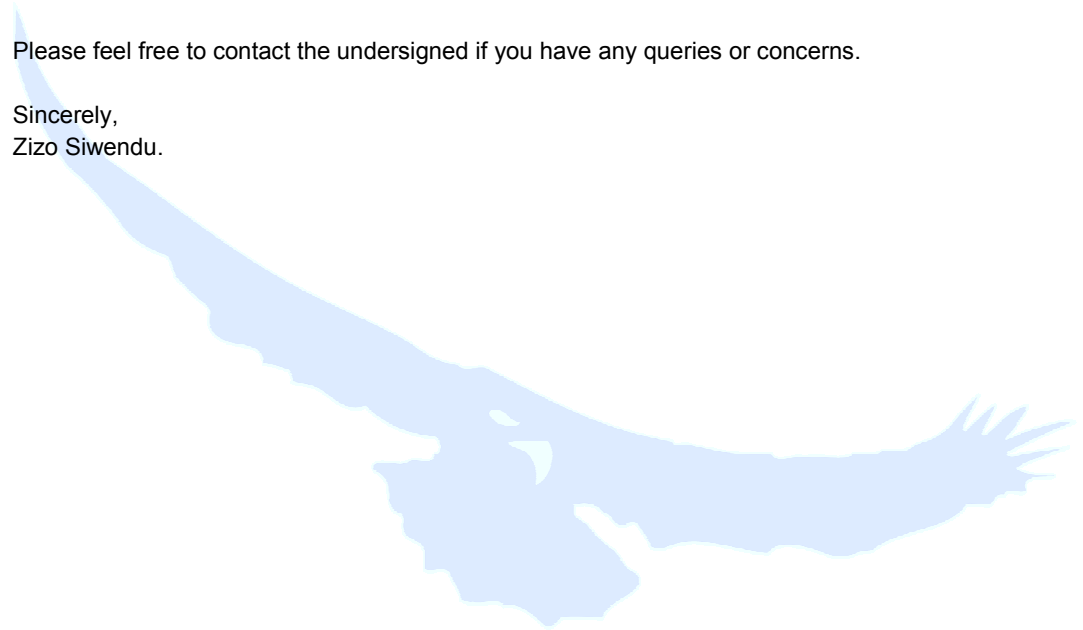 Please feel free to contact the undersigned if you have any queries or concerns.
Sincerely,
Zizo Siwendu.